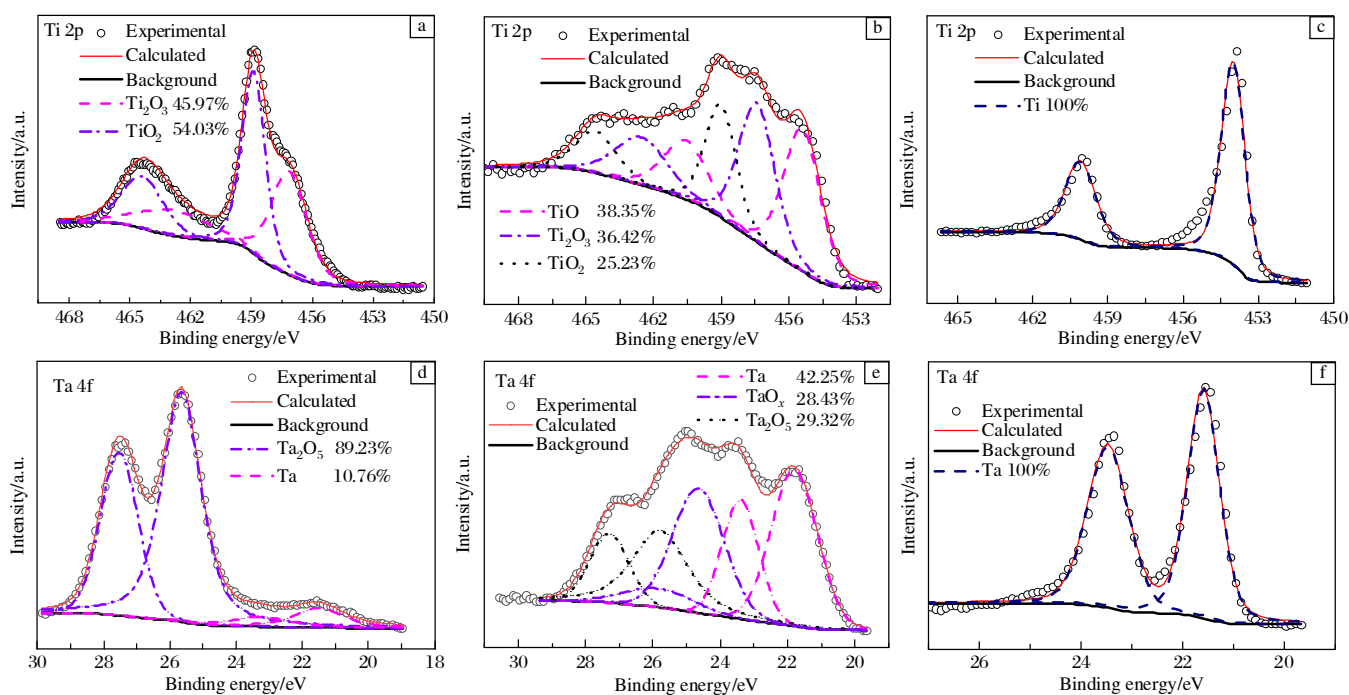 Ti 2p
Experimental
a
Calculated
Background
Ti₂O₃ 45.97%
TiO₂ 54.03%
Intensity/a.u.
468 465 462 459 456 453 450
Binding energy/eV
Ti 2p
Experimental
b
Calculated
Background
TiO 38.35%
Ti₂O₃ 36.42%
TiO₂ 25.23%
Intensity/a.u.
468 465 462 459 456 453
Binding energy/eV
Ti 2p
Experimental
c
Calculated
Background
Ti 100%
Intensity/a.u.
465 462 459 456 453 450
Binding energy/eV
Ta 4f
Experimental
d
Calculated
Background
Ta₂O₅ 89.23%
Ta 10.76%
Intensity/a.u.
30 28 26 24 22 20 18
Binding energy/eV
Ta 4f
e
Ta 42.25%
TaOₓ 28.43%
Ta₂O₅ 29.32%
Experimental
Calculated
Background
Intensity/a.u.
30 28 26 24 22 20
Binding energy/eV
Ta 4f
f
Experimental
Calculated
Background
Ta 100%
Intensity/a.u.
26 24 22 20
Binding energy/eV